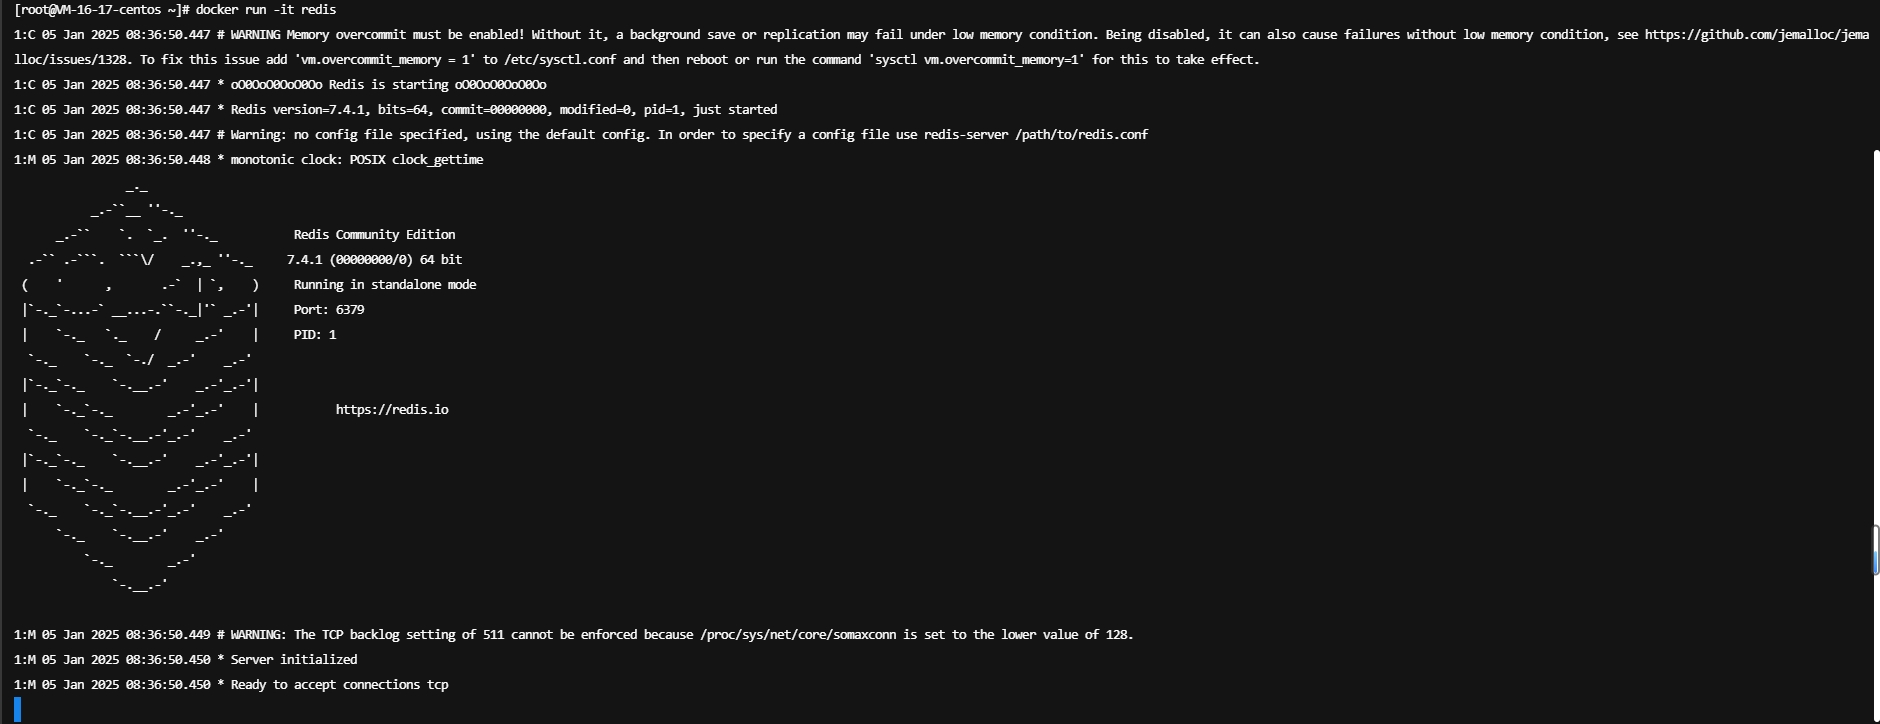 [root@VM-16-17-centos ~]# docker run -it redis
1:C 05 Jan 2025 08:36:50.447 # WARNING Memory overcommit must be enabled! Without it, a background save or replication may fail under low memory condition. Being disabled, it can also cause failures without low memory condition, see https://github.com/jemalloc/jema
lloc/issues/1328. To fix this issue add 'vm.overcommit_memory = 1' to /etc/sysctl.conf and then reboot or run the command 'sysctl vm.overcommit_memory=1' for this to take effect.
1:C 05 Jan 2025 08:36:50.447 * oO0OoO0OoO0Oo Redis is starting oO0OoO0OoO0Oo
1:C 05 Jan 2025 08:36:50.447 * Redis version=7.4.1, bits=64, commit=00000000, modified=0, pid=1, just started
1:C 05 Jan 2025 08:36:50.447 # Warning: no config file specified, using the default config. In order to specify a config file use redis-server /path/to/redis.conf
1:M 05 Jan 2025 08:36:50.448 * monotonic clock: POSIX clock_gettime
Redis Community Edition
7.4.1 (00000000/0) 64 bit
Running in standalone mode
Port: 6379
PID: 1
https://redis.io
1:M 05 Jan 2025 08:36:50.449 # WARNING: The TCP backlog setting of 511 cannot be enforced because /proc/sys/net/core/somaxconn is set to the lower value of 128.
1:M 05 Jan 2025 08:36:50.450 * Server initialized
1:M 05 Jan 2025 08:36:50.450 * Ready to accept connections tcp